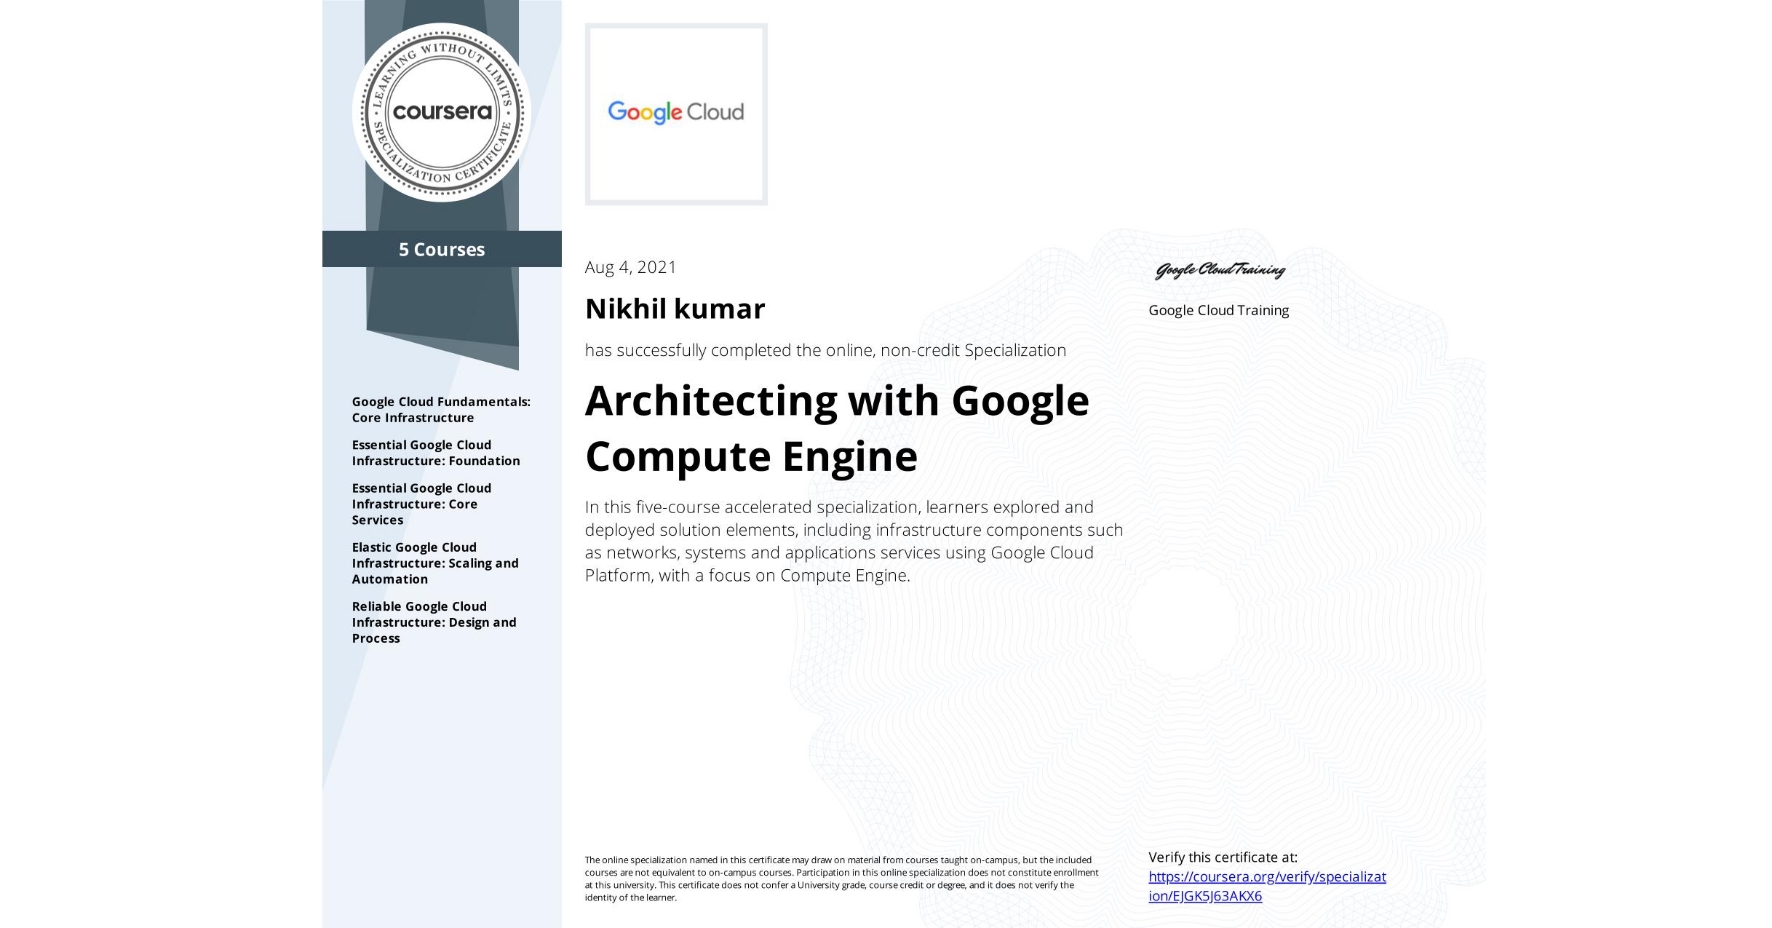 LEARNING WITHOUT LIMITS
coursera
SPECIALIZATION CERTIFICATE
5 Courses
Google Cloud Fundamentals:
Core Infrastructure
Essential Google Cloud
Infrastructure: Foundation
Essential Google Cloud
Infrastructure: Core
Services
Elastic Google Cloud
Infrastructure: Scaling and
Automation
Reliable Google Cloud
Infrastructure: Design and
Process
Google Cloud
Aug 4, 2021
Nikhil kumar
has successfully completed the online, non-credit Specialization
Architecting with Google
Compute Engine
In this five-course accelerated specialization, learners explored and
deployed solution elements, including infrastructure components such
as networks, systems and applications services using Google Cloud
Platform, with a focus on Compute Engine.
Google Cloud Training
Google Cloud Training
The online specialization named in this certificate may draw on material from courses taught on-campus, but the included
courses are not equivalent to on-campus courses. Participation in this online specialization does not constitute enrollment
at this university. This certificate does not confer a University grade, course credit or degree, and it does not verify the
identity of the learner.
Verify this certificate at:
https://coursera.org/verify/specializat
ion/EJGK5J63AKX6